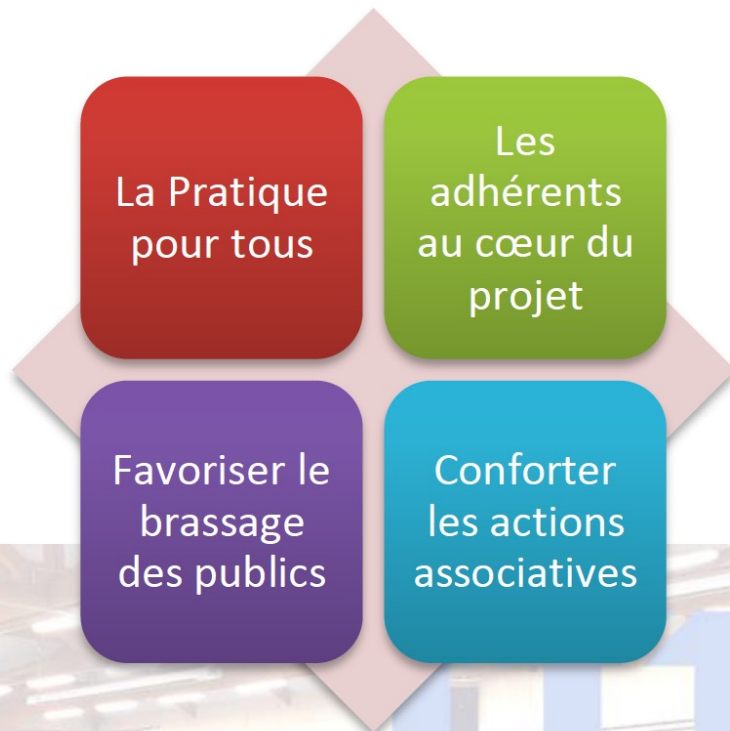 La Pratique
pour tous
Les
adhérents
au cœur du
projet
Favoriser le
brassage
des publics
Conforter
les actions
associatives